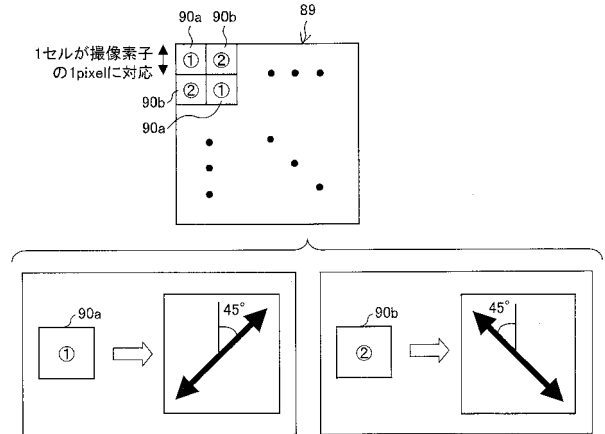 90a 90b 89
1セルが撮像素子
の1pixelに対応
① ②
90b ② ①
90a
90a 45°
①
90b 45°
②